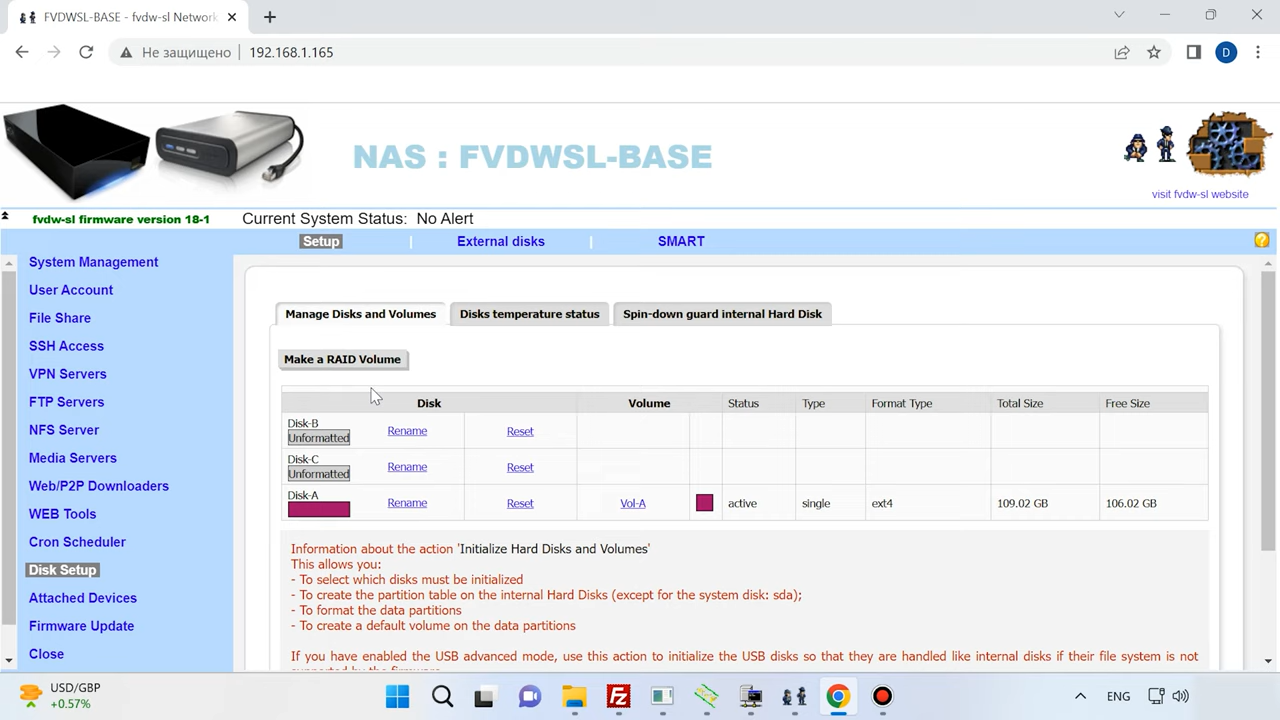 FVDWSL-BASE - fvdw-sl Network
Не защищено 192.168.1.165
D
NAS : FVDWSL-BASE
visit fvdw-sl website
fvdw-sl firmware version 18-1
Current System Status: No Alert
Setup | External disks | SMART
System Management
User Account
File Share
SSH Access
VPN Servers
FTP Servers
NFS Server
Media Servers
Web/P2P Downloaders
WEB Tools
Cron Scheduler
Disk Setup
Attached Devices
Firmware Update
Close
Manage Disks and Volumes Disks temperature status Spin-down guard internal Hard Disk
Make a RAID Volume
Disk Volume Status Type Format Type Total Size Free Size
Disk-B
Unformatted Rename Reset
Disk-C
Unformatted Rename Reset
Disk-A
Rename Reset Vol-A active single ext4 109.02 GB 106.02 GB
Information about the action 'Initialize Hard Disks and Volumes'
This allows you:
- To select which disks must be initialized
- To create the partition table on the internal Hard Disks (except for the system disk: sda);
- To format the data partitions
- To create a default volume on the data partitions
If you have enabled the USB advanced mode, use this action to initialize the USB disks so that they are handled like internal disks if their file system is not
supported by the firmware.
USD/GBP
+0.57%
Fz
ENG